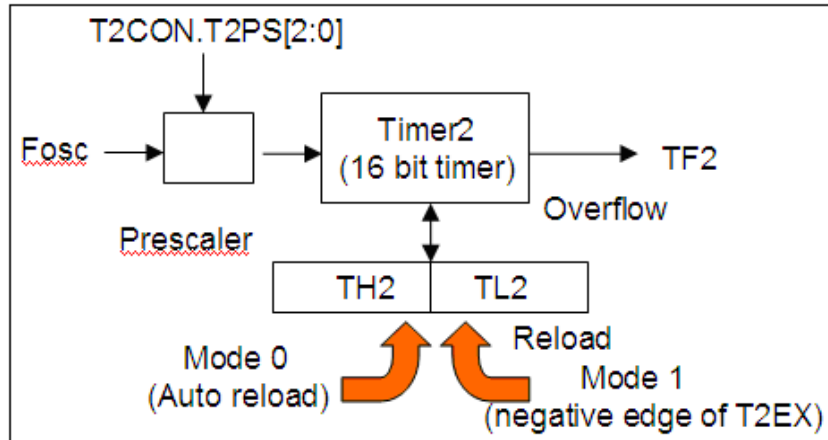 T2CON.T2PS[2:0]
Fosc
Timer2
(16 bit timer)
TF2
Overflow
Prescaler
TH2
TL2
Reload
Mode 0
(Auto reload)
Mode 1
(negative edge of T2EX)